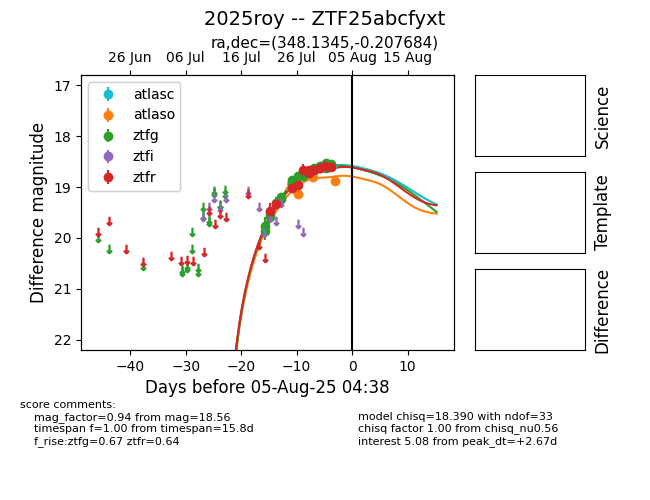 2025roy -- ZTF25abcfyxt
ra,dec=(348.1345,-0.207684)
26 Jun 06 Jul 16 Jul 26 Jul 05 Aug 15 Aug
17
18
19
20
21
22
Difference magnitude
atlasc
atlaso
ztfg
ztfi
ztfr
−40 −30 −20 −10 0 10
Days before 05-Aug-25 04:38
Science
Template
Difference
score comments:
mag_factor=0.94 from mag=18.56
timespan f=1.00 from timespan=15.8d
f_rise:ztfg=0.67 ztfr=0.64
model chisq=18.390 with ndof=33
chisq factor 1.00 from chisq_nu0.56
interest 5.08 from peak_dt=+2.67d